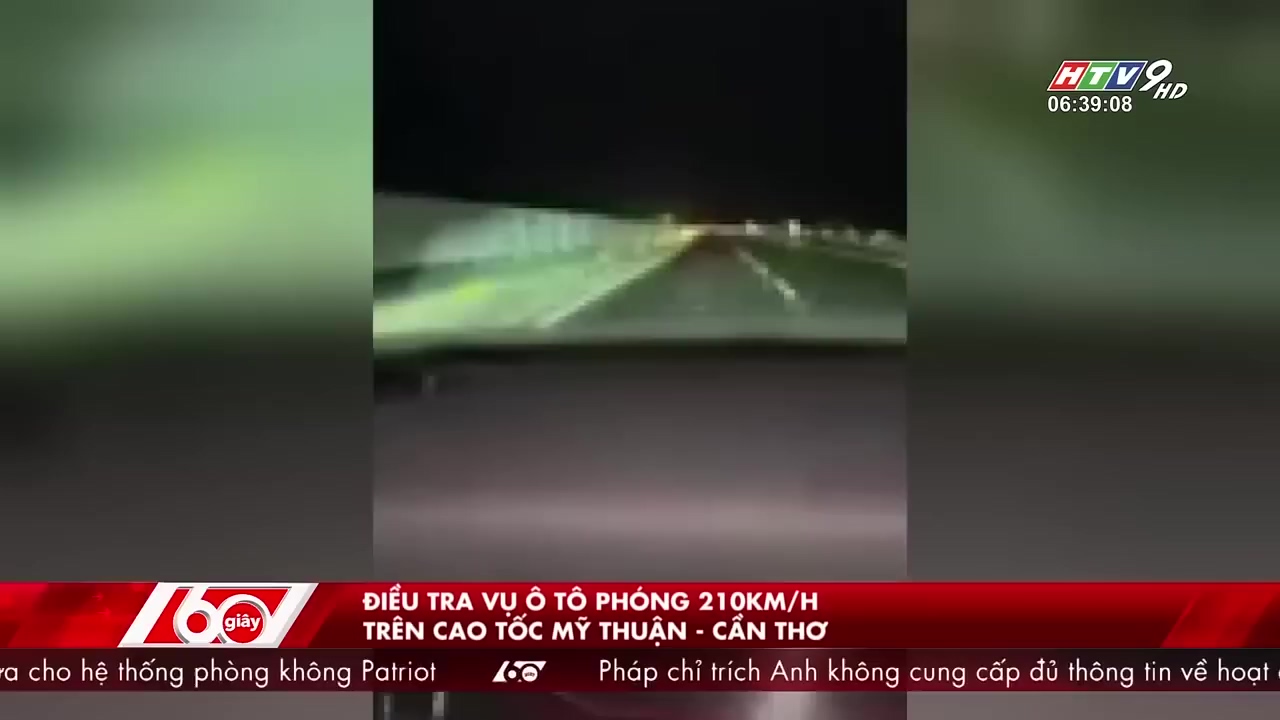 HTV9 HD
06:39:08
60 giây
ĐIỀU TRA VỤ Ô TÔ PHÓNG 210KM/H
TRÊN CAO TỐC MỸ THUẬN - CẦN THƠ
cho hệ thống phòng không Patriot 60 giây Pháp chỉ trích Anh không cung cấp đủ thông tin về hoạt